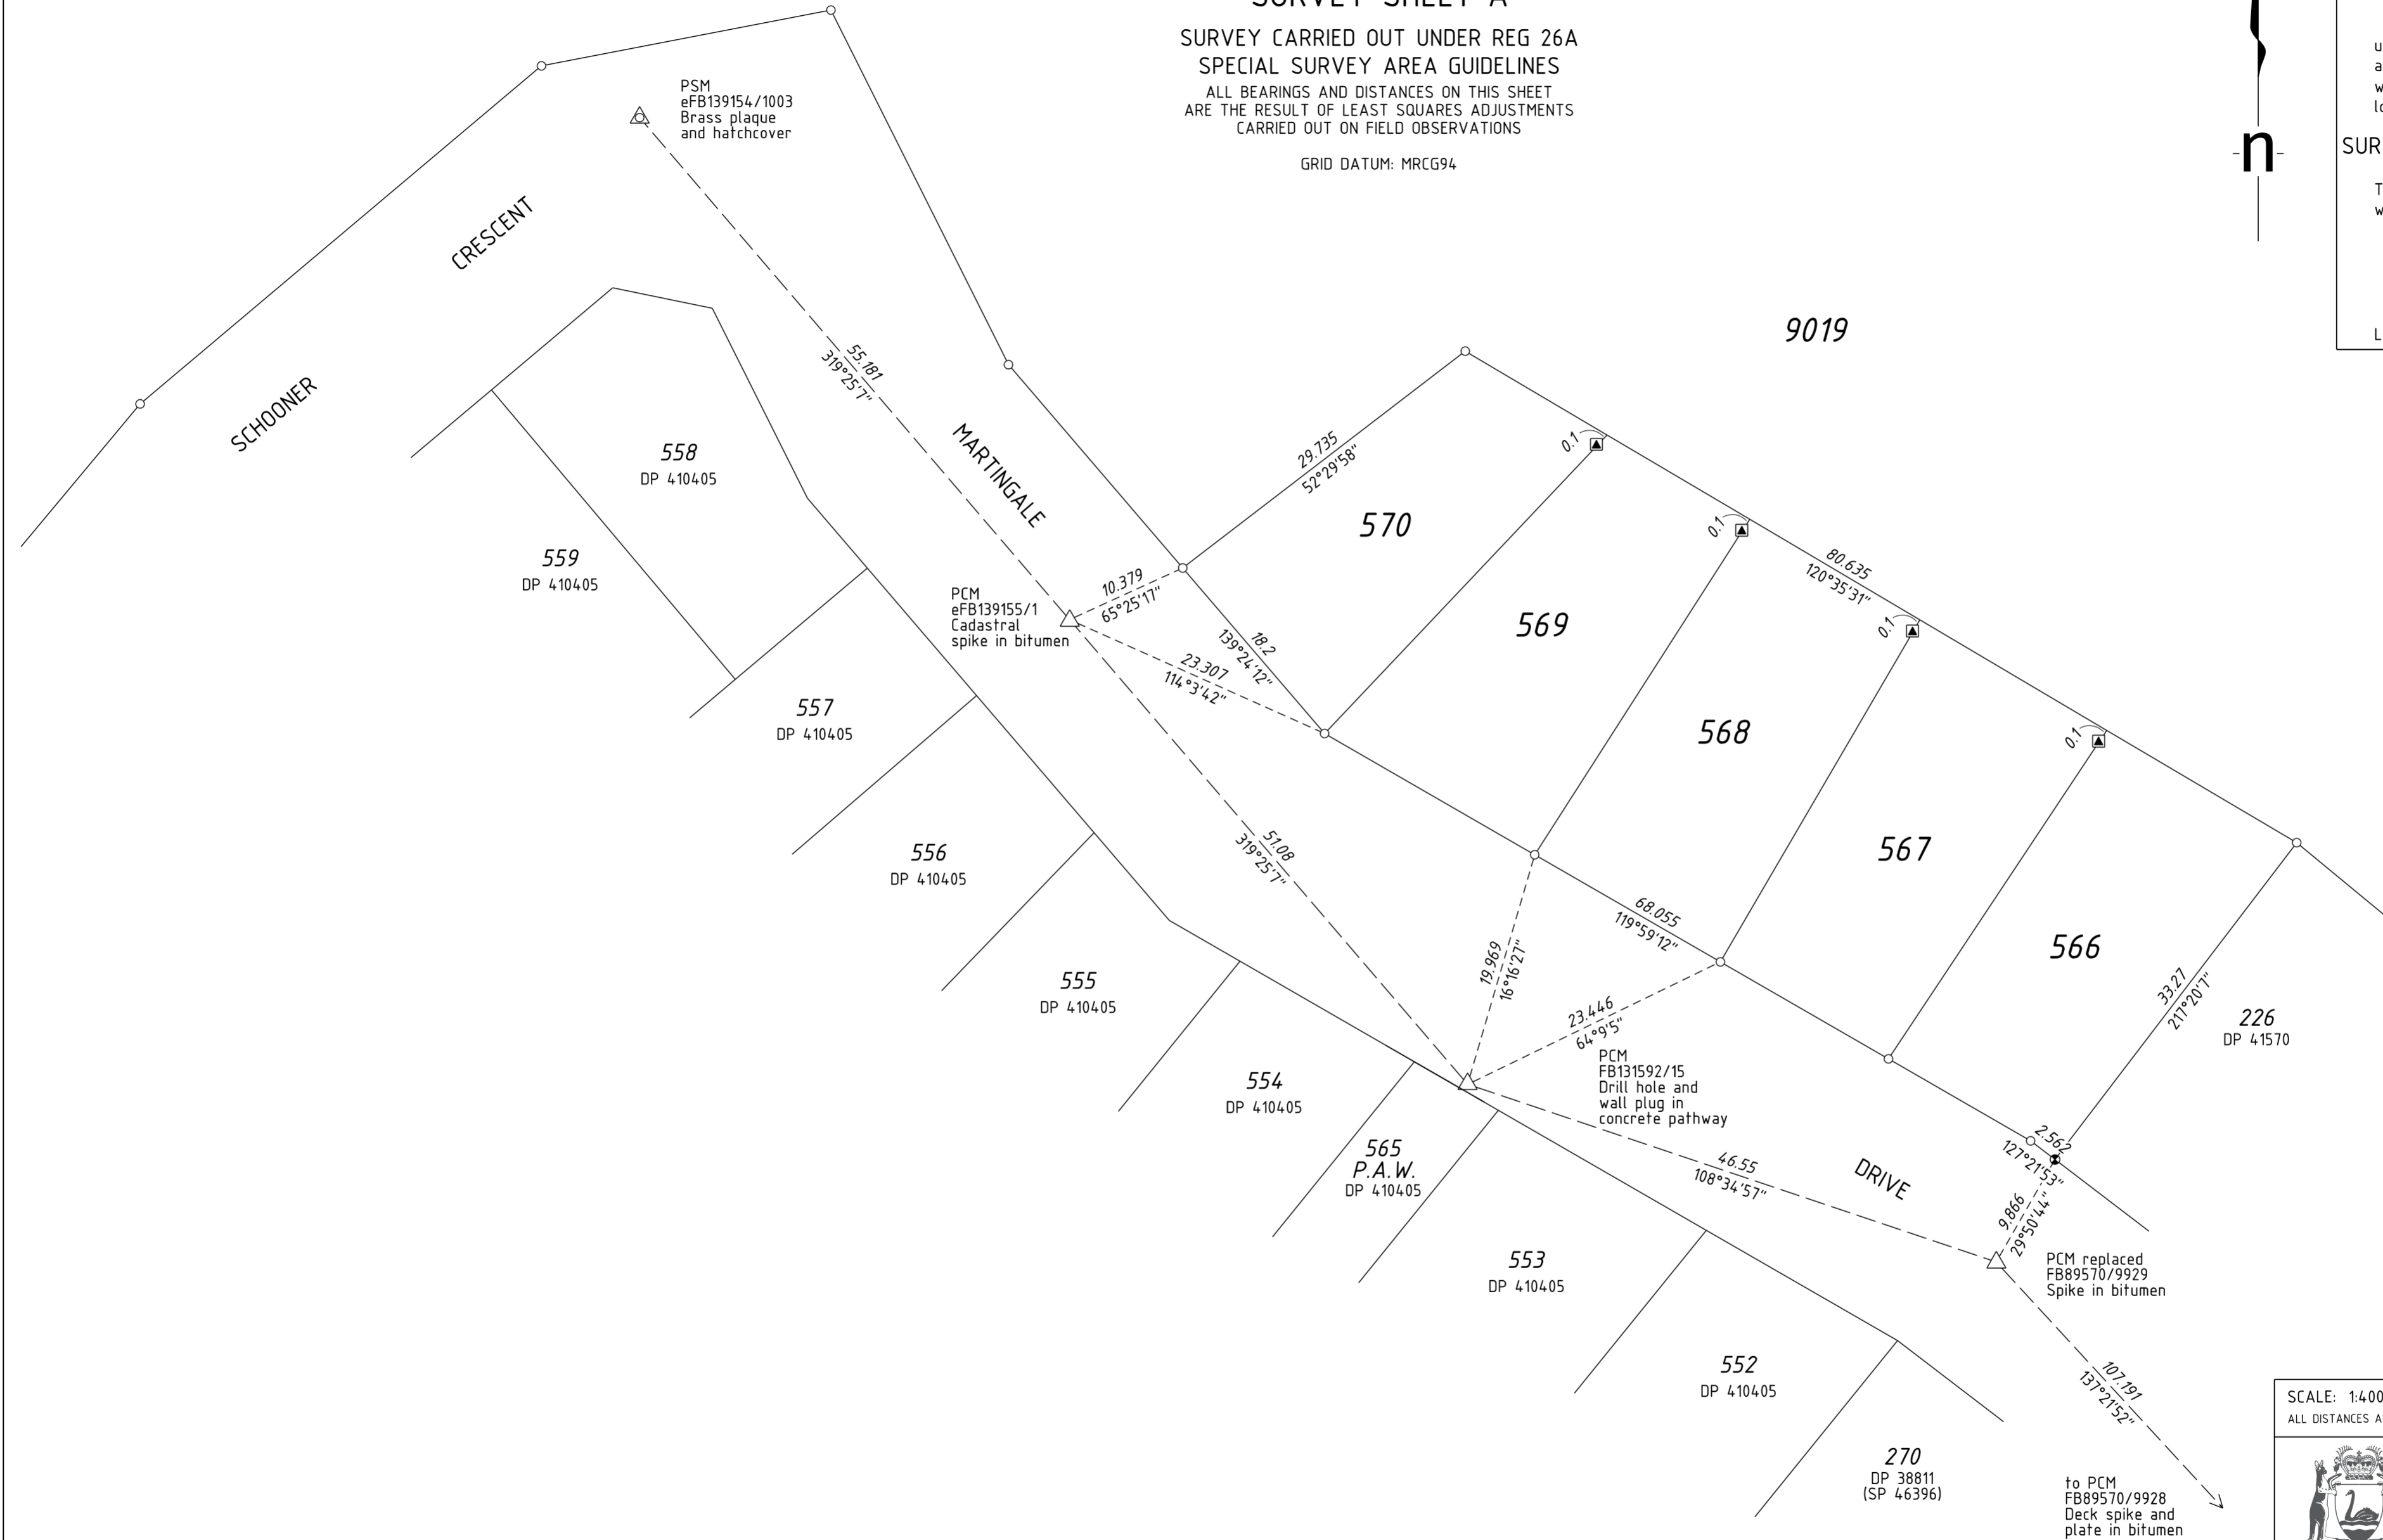 SURVEY SHEET A
SURVEY CARRIED OUT UNDER REG 26A
SPECIAL SURVEY AREA GUIDELINES
ALL BEARINGS AND DISTANCES ON THIS SHEET
ARE THE RESULT OF LEAST SQUARES ADJUSTMENTS
CARRIED OUT ON FIELD OBSERVATIONS
GRID DATUM: MRCG94
n
SUR
PSM
eFB139154/1003
Brass plaque
and hatchcover
CRESCENT
SCHOONER
55.181
319°25'7"
MARTINGALE
9019
558
DP 410405
559
DP 410405
29.735
52°29'58"
0.1
570
0.1
80.635
120°35'31"
569
0.1
PCM
eFB139155/1
Cadastral
spike in bitumen
10.379
65°25'17"
18.2
139°24'12"
23.307
114°3'42"
557
DP 410405
568
0.1
556
DP 410405
51.08
319°25'7"
567
68.055
119°59'12"
566
555
DP 410405
19.969
16°16'27"
23.446
64°9'5"
33.27
217°20'7"
226
DP 41570
PCM
FB131592/15
Drill hole and
wall plug in
concrete pathway
554
DP 410405
565
P.A.W.
DP 410405
46.55
108°34'57"
DRIVE
2.562
127°21'53"
9.866
29°50'44"
PCM replaced
FB89570/9929
Spike in bitumen
553
DP 410405
552
DP 410405
107.191
137°21'52"
SCALE: 1:400
ALL DISTANCES A
270
DP 38811
(SP 46396)
to PCM
FB89570/9928
Deck spike and
plate in bitumen